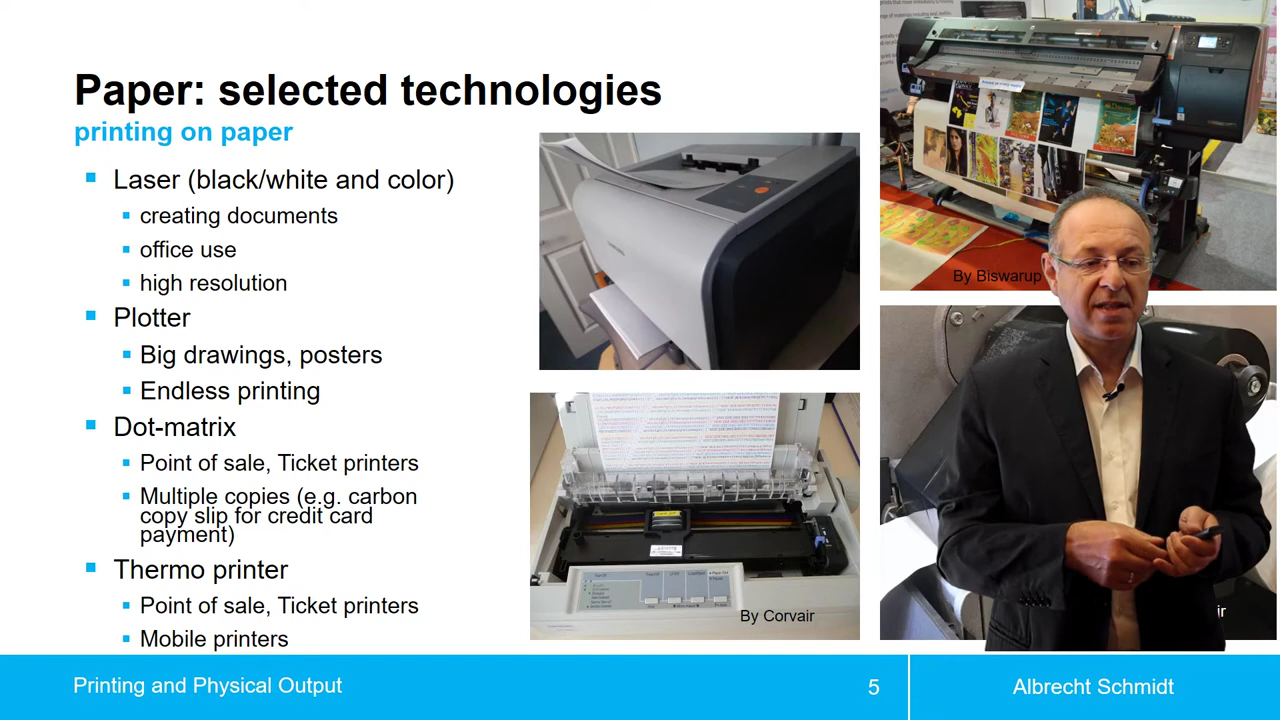 Paper: selected technologies
printing on paper
Laser (black/white and color)
creating documents
office use
high resolution
Plotter
Big drawings, posters
Endless printing
Dot-matrix
Point of sale, Ticket printers
Multiple copies (e.g. carbon
copy slip for credit card
payment)
Thermo printer
Point of sale, Ticket printers
Mobile printers
By Biswarup
By Corvair
ir
Printing and Physical Output
5
Albrecht Schmidt